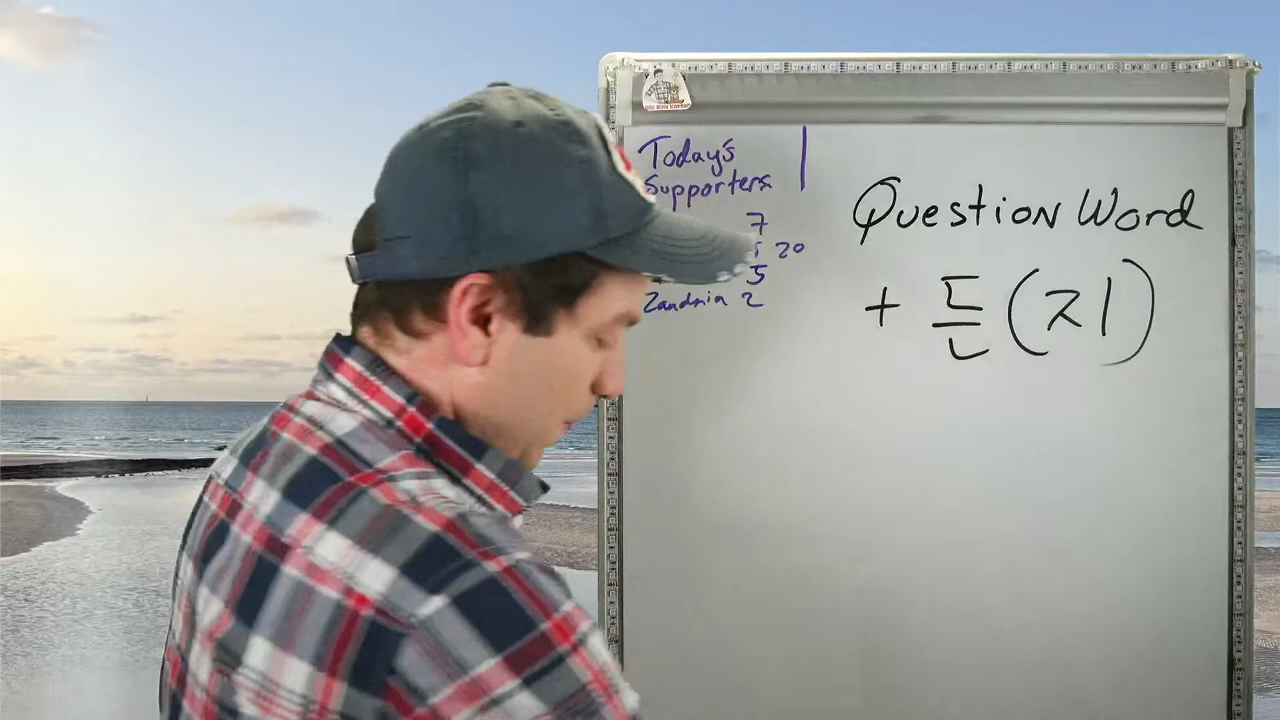 Today's
Supporters
7
20
5
Zandria 2
Question Word
+ 든(지)